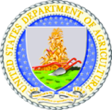 UNITED STATES DEPARTMENT OF AGRICULTURE